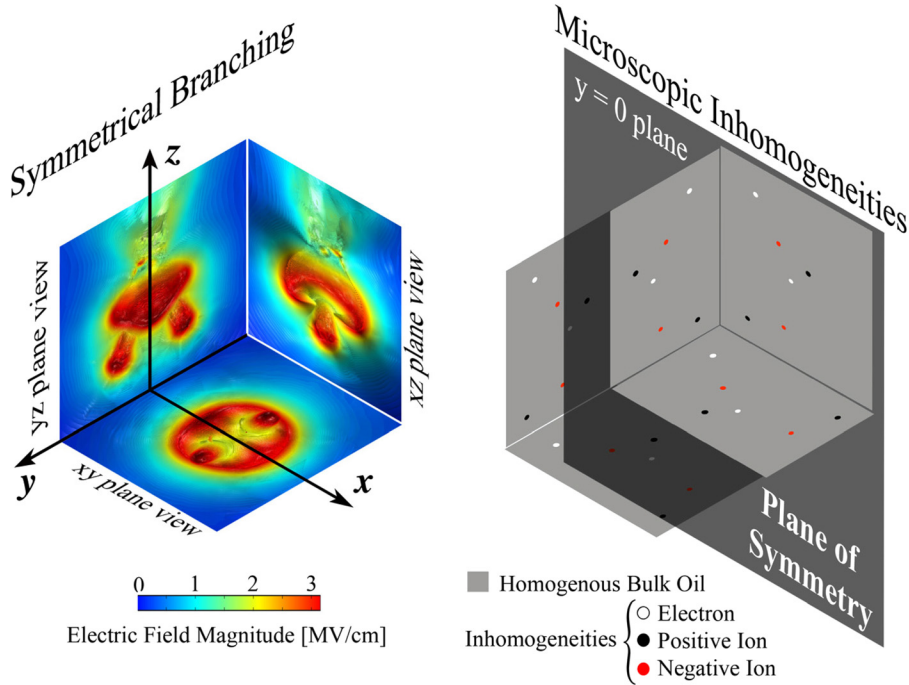 Symmetrical Branching
z
yz plane view
xz plane view
y
xy plane view
x
0 1 2 3
Electric Field Magnitude [MV/cm]
Microscopic Inhomogeneities
y = 0 plane
Plane of
Symmetry
Homogenous Bulk Oil
Inhomogeneities
Electron
Positive Ion
Negative Ion